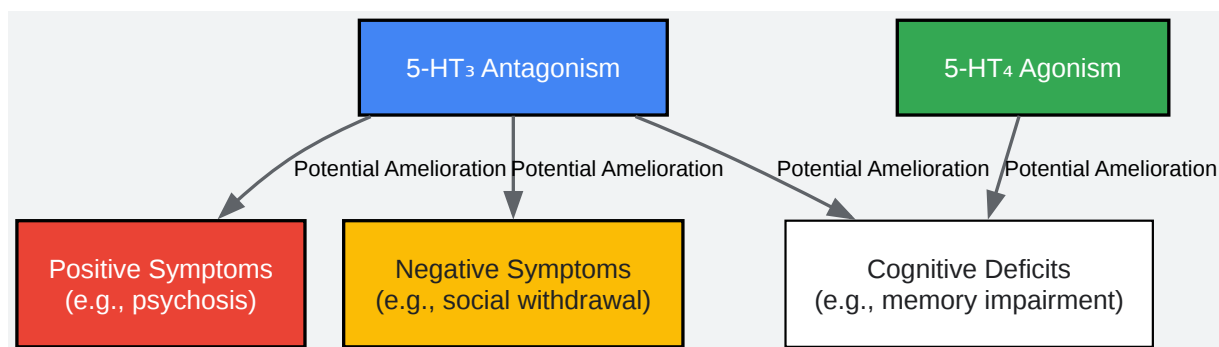 5-HT₃ Antagonism
5-HT₄ Agonism
Potential Amelioration
Potential Amelioration
Potential Amelioration
Potential Amelioration
Positive Symptoms
(e.g., psychosis)
Negative Symptoms
(e.g., social withdrawal)
Cognitive Deficits
(e.g., memory impairment)